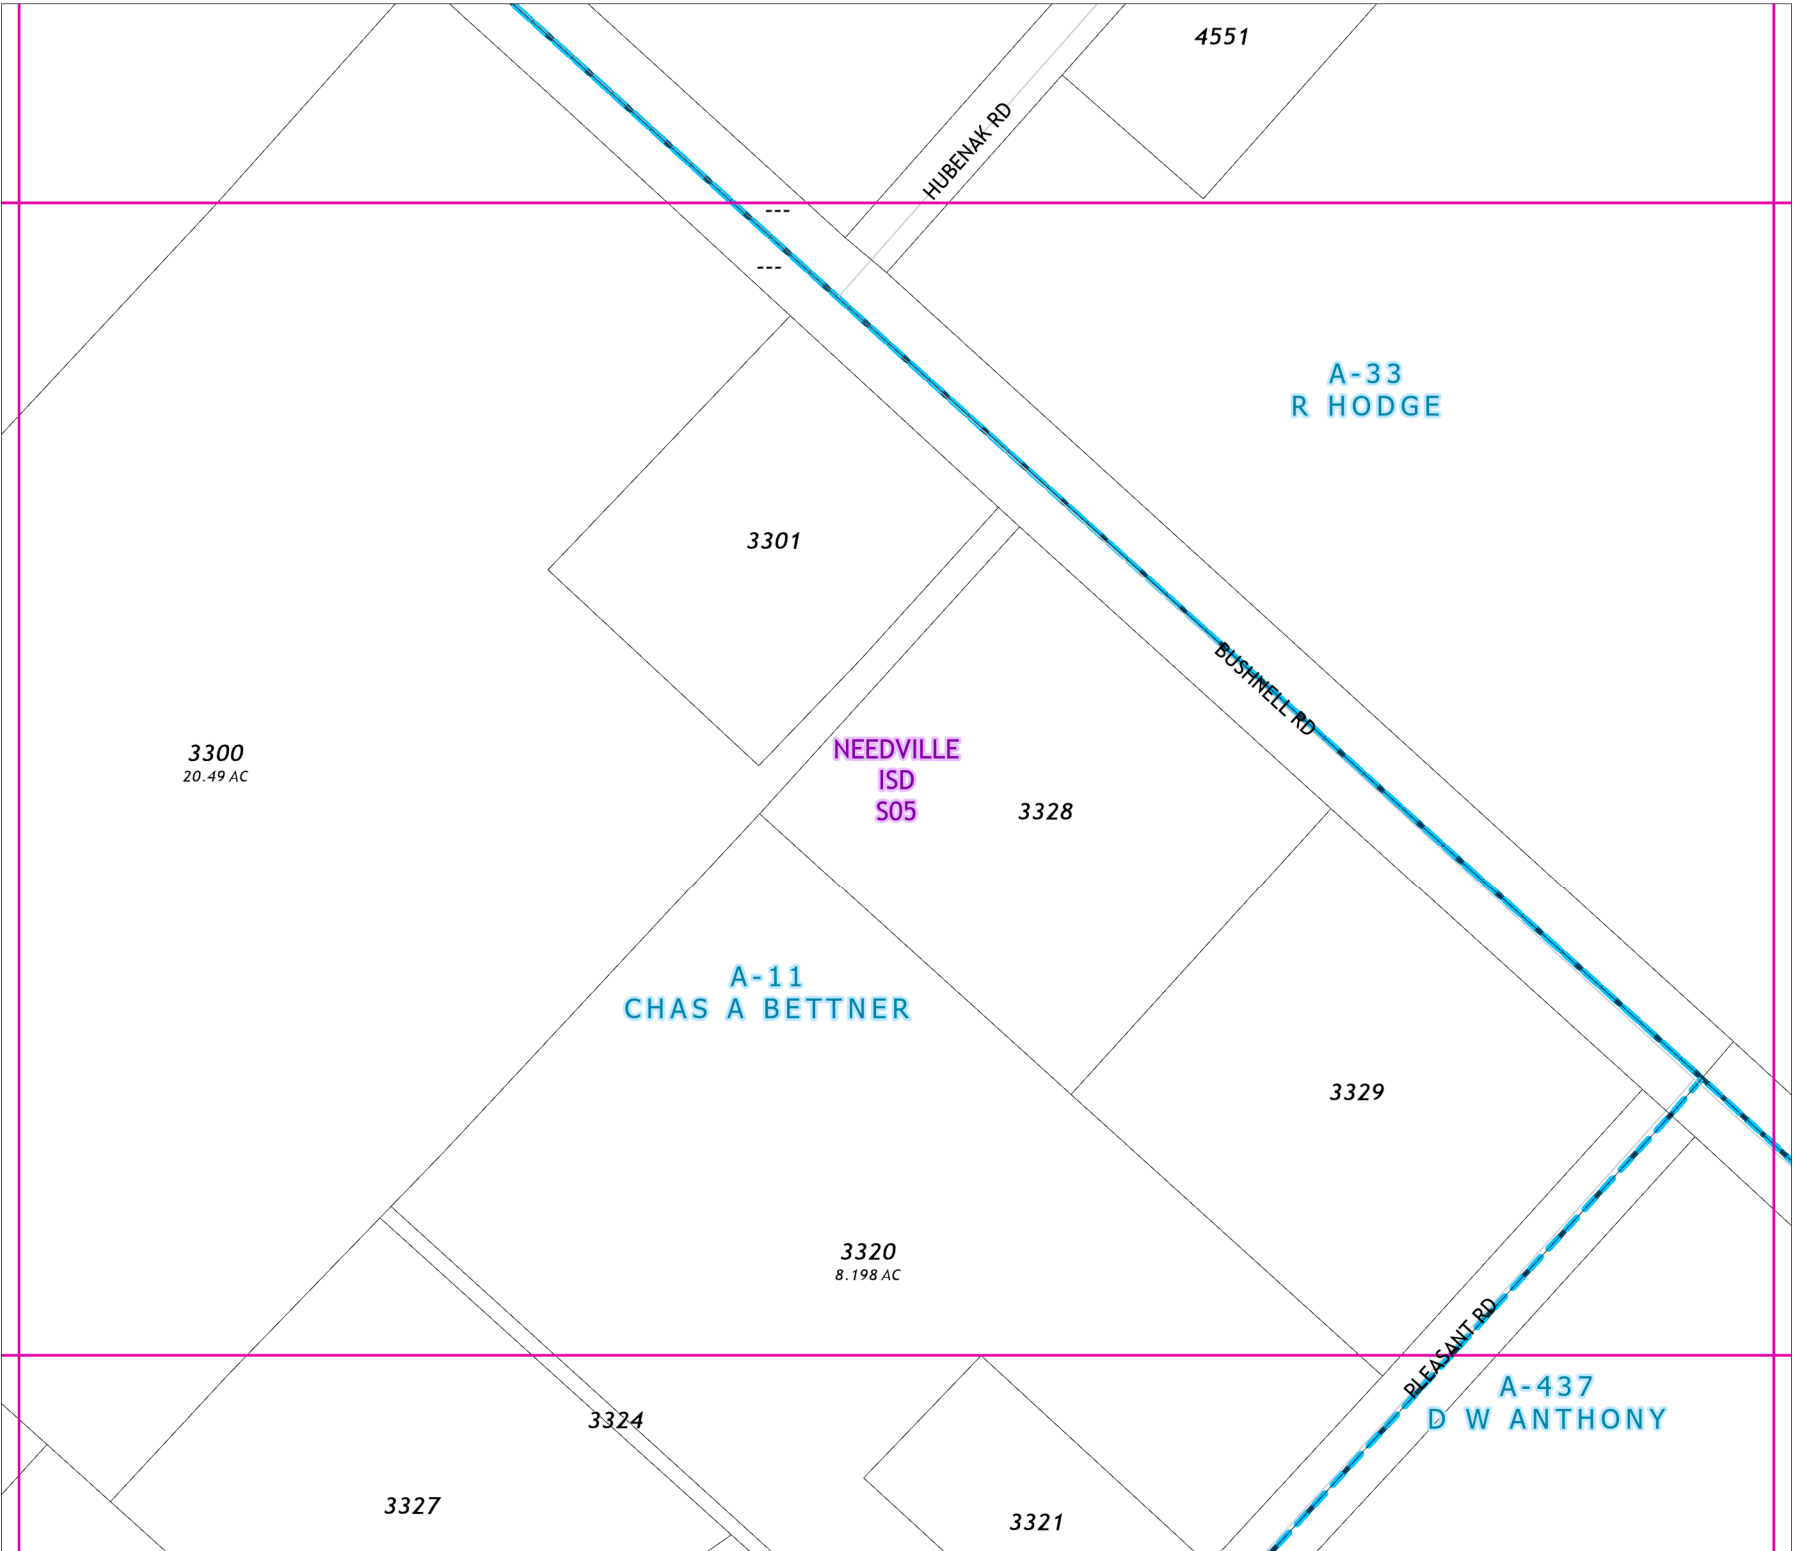 4551
HUBENAK RD
---
---
A-33
R HODGE
3301
BUSHNELL RD
3300
20.49 AC
NEEDVILLE
ISD
S05
3328
A-11
CHAS A BETTNER
3329
3320
8.198 AC
PLEASANT RD
A-437
D W ANTHONY
3324
3327
3321